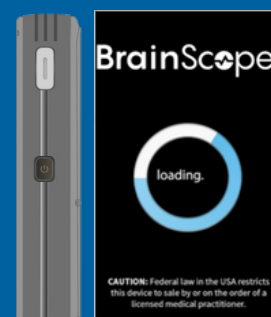 BrainScope
loading.
CAUTION: Federal law in the USA restricts
this device to sale by or on the order of a
licensed medical practitioner.